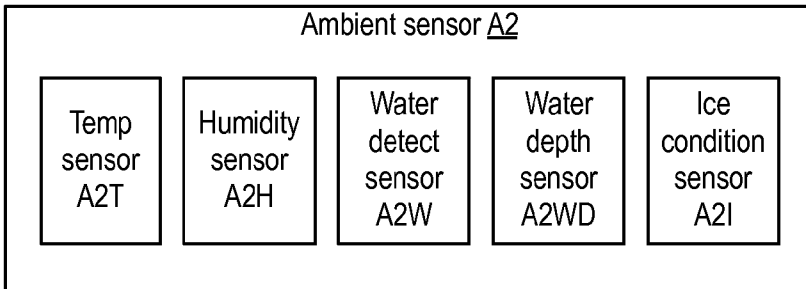 Ambient sensor A2
Temp
sensor
A2T
Humidity
sensor
A2H
Water
detect
sensor
A2W
Water
depth
sensor
A2WD
Ice
condition
sensor
A2I